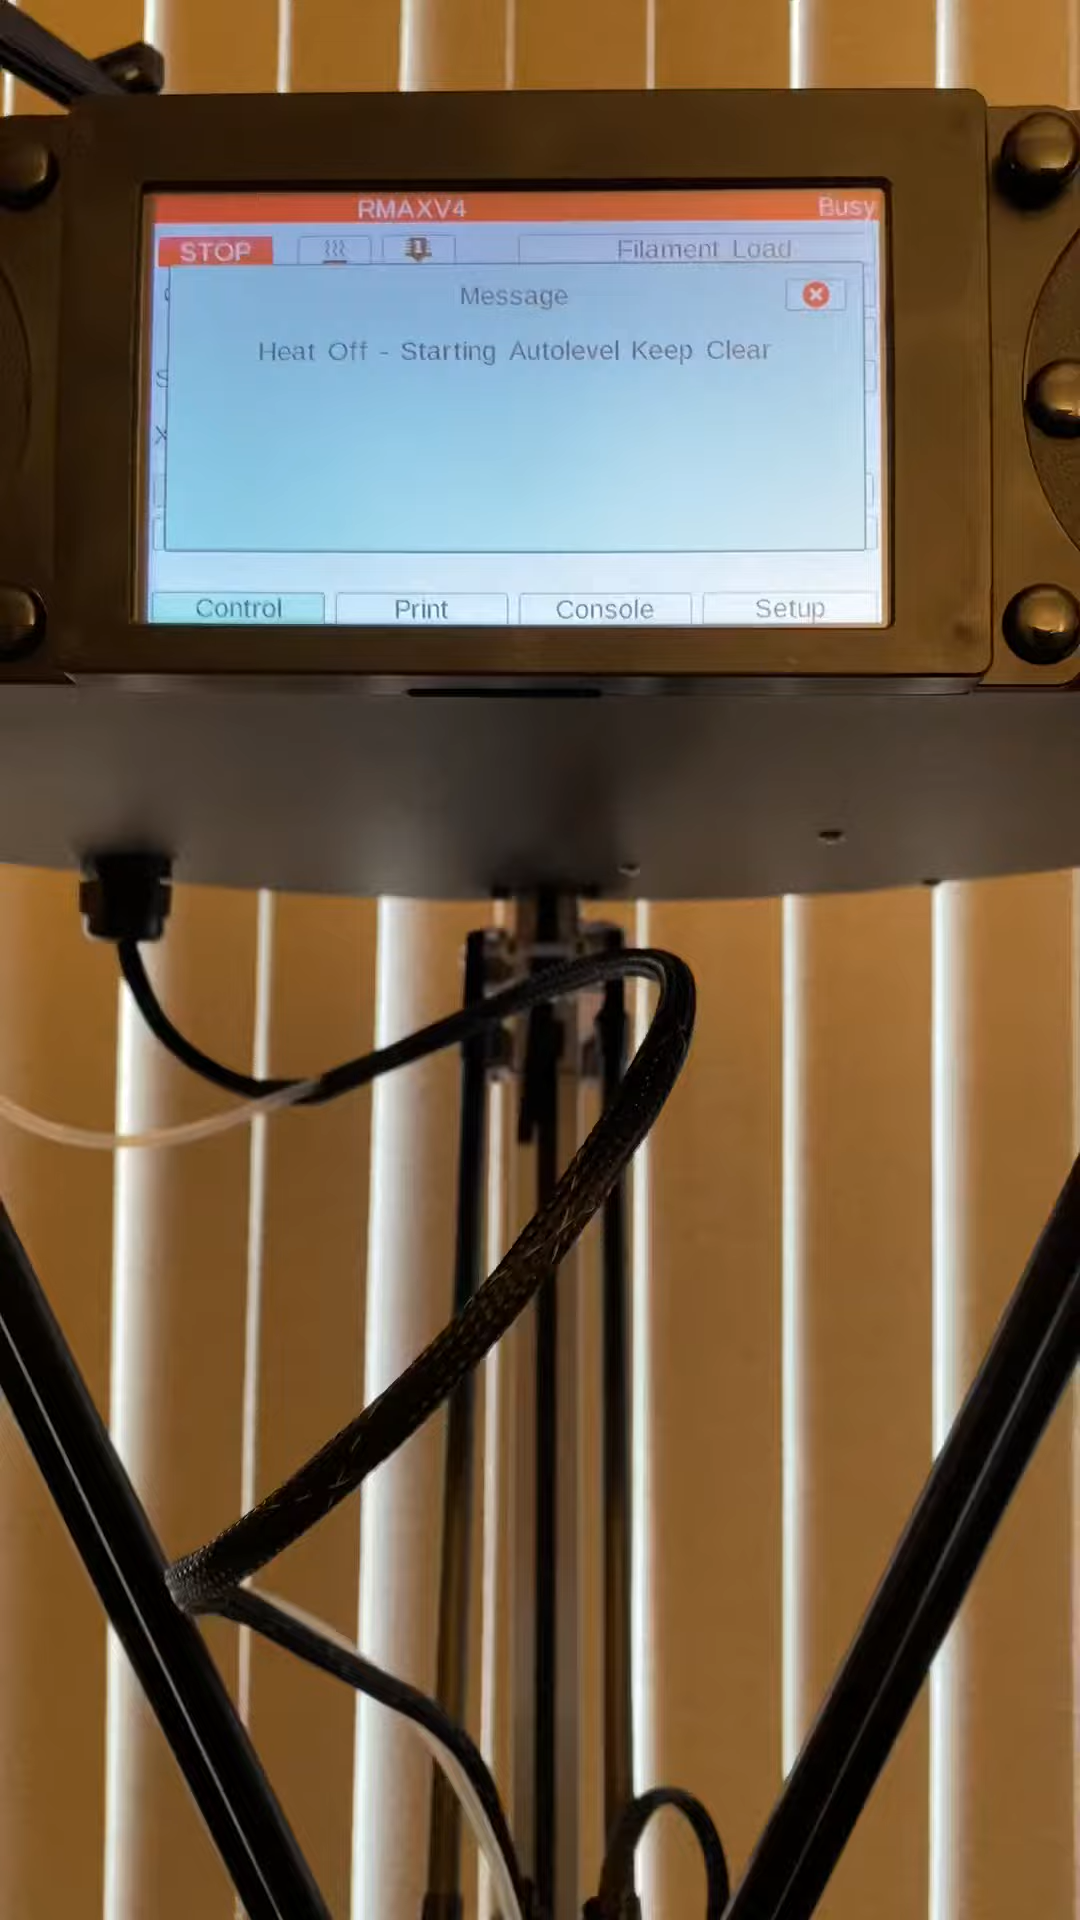 RMAXV4 Busy
STOP Filament Load
Message
Heat Off - Starting Autolevel Keep Clear
S
X
Control Print Console Setup